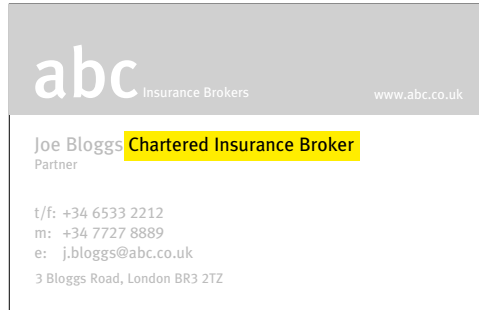 abc Insurance Brokers www.abc.co.uk
Joe Bloggs Chartered Insurance Broker
Partner
t/f: +34 6533 2212
m: +34 7727 8889
e: j.bloggs@abc.co.uk
3 Bloggs Road, London BR3 2TZ